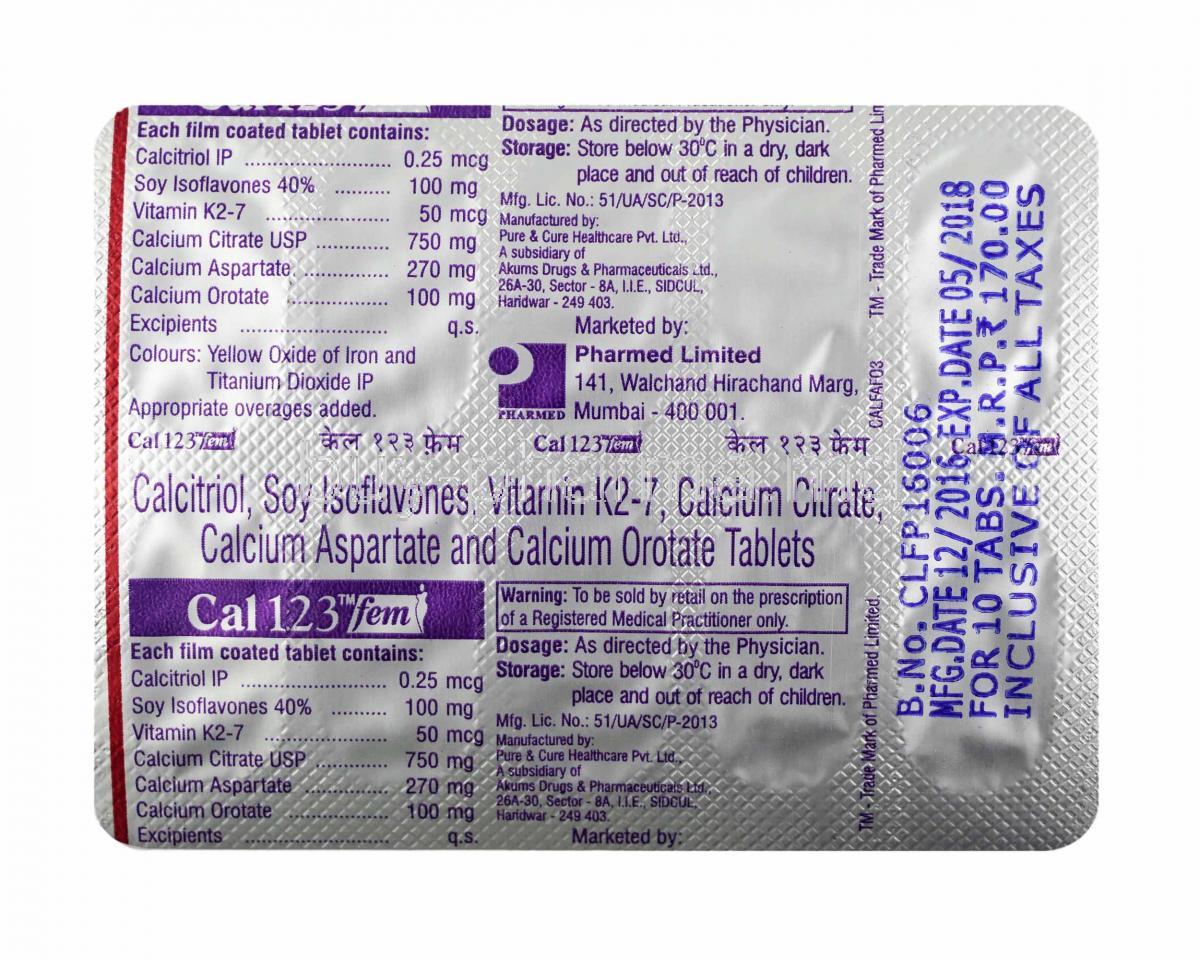 Each film coated tablet contains:
Calcitriol IP ............................ 0.25 mcg
Soy Isoflavones 40% .......... 100 mg
Vitamin K2-7 ........................ 50 mcg
Calcium Citrate USP .............. 750 mg
Calcium Aspartate ................ 270 mg
Calcium Orotate ................... 100 mg
Excipients ............................ q.s.
Colours: Yellow Oxide of Iron and
Titanium Dioxide IP
Appropriate overages added.
Dosage: As directed by the Physician.
Storage: Store below 30°C in a dry, dark
place and out of reach of children.
Mfg. Lic. No.: 51/UA/SC/P-2013
Manufactured by:
Pure & Cure Healthcare Pvt. Ltd.,
A subsidiary of
Akums Drugs & Pharmaceuticals Ltd.,
26A-30, Sector - 8A, I.I.E., SIDCUL,
Haridwar - 249 403.
Marketed by:
PHARMED
Pharmed Limited
141, Walchand Hirachand Marg,
Mumbai - 400 001.
TM - Trade Mark of Pharmed Lim
CALFAF03
Cal 123 fem केल १२३ फ़ेम Cal 123 fem केल १२३ फेम Cal 123 fem
Calcitriol, Soy Isoflavones, Vitamin K2-7, Calcium Citrate,
Calcium Aspartate and Calcium Orotate Tablets
Cal 123™ fem
Each film coated tablet contains:
Calcitriol IP ............................ 0.25 mcg
Soy Isoflavones 40% .......... 100 mg
Vitamin K2-7 ........................ 50 mcg
Calcium Citrate USP .............. 750 mg
Calcium Aspartate ................ 270 mg
Calcium Orotate ................... 100 mg
Excipients ............................ q.s.
Warning: To be sold by retail on the prescription
of a Registered Medical Practitioner only.
Dosage: As directed by the Physician.
Storage: Store below 30°C in a dry, dark
place and out of reach of children.
Mfg. Lic. No.: 51/UA/SC/P-2013
Manufactured by:
Pure & Cure Healthcare Pvt. Ltd.,
A subsidiary of
Akums Drugs & Pharmaceuticals Ltd.,
26A-30, Sector - 8A, I.I.E., SIDCUL,
Haridwar - 249 403.
Marketed by:
TM - Trade Mark of Pharmed Limited.
B.No. CLFP16006
MFG.DATE 12/2016 EXP.DATE 05/2018
FOR 10 TABS. M.R.P.₹ 170.00
INCLUSIVE OF ALL TAXES